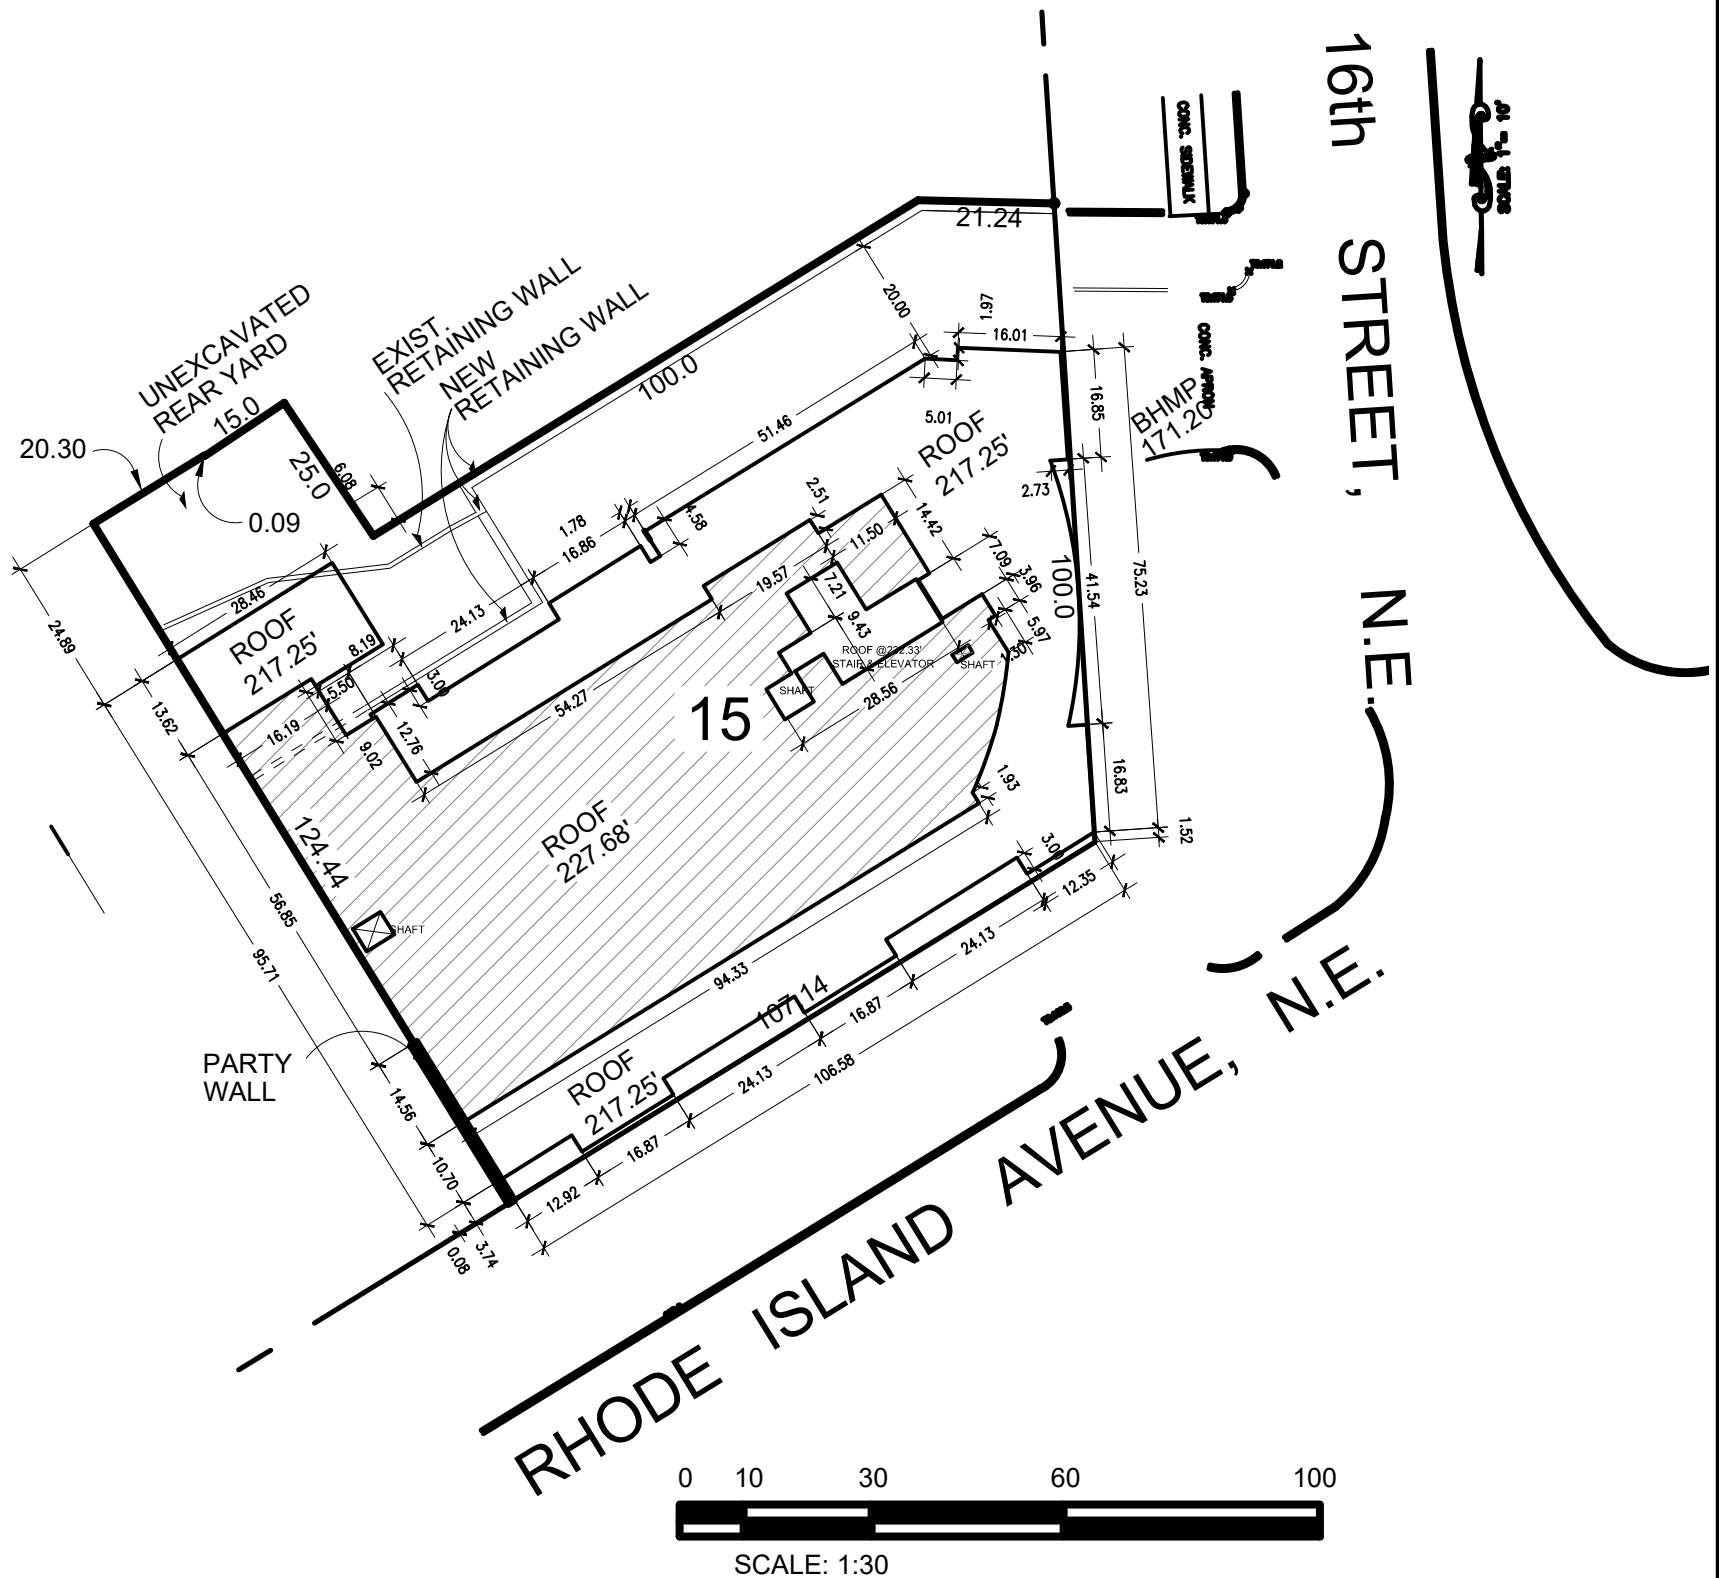 16th STREET, N.E.
SCALE: 1"= 10'
CONC. SIDEWALK
21.24
20.00
1.97
16.01
CONC. APRON
UNEXCAVATED
REAR YARD
EXIST.
RETAINING WALL
NEW
RETAINING WALL
100.0
15.0
20.30
25.0
6.08
0.09
51.46
5.01
16.85
BHMP
171.20
ROOF
217.25'
2.73
1.78
16.86
4.58
2.51
14.42
11.50
7.09
3.96
100.0
41.54
75.23
19.57
7.21
9.43
5.97
1.30
28.46
24.13
24.89
ROOF
217.25'
8.19
5.50
3.00
ROOF @232.33'
STAIR & ELEVATOR
SHAFT
SHAFT
28.56
15
54.27
13.62
16.19
9.02
12.76
16.83
1.93
1.52
ROOF
227.68'
124.44
3.00
12.35
56.85
SHAFT
95.71
24.13
94.33
107.14
16.87
106.58
24.13
PARTY
WALL
ROOF
217.25'
14.56
16.87
10.70
12.92
3.74
0.08
RHODE ISLAND AVENUE, N.E.
0 10 30 60 100
SCALE: 1:30